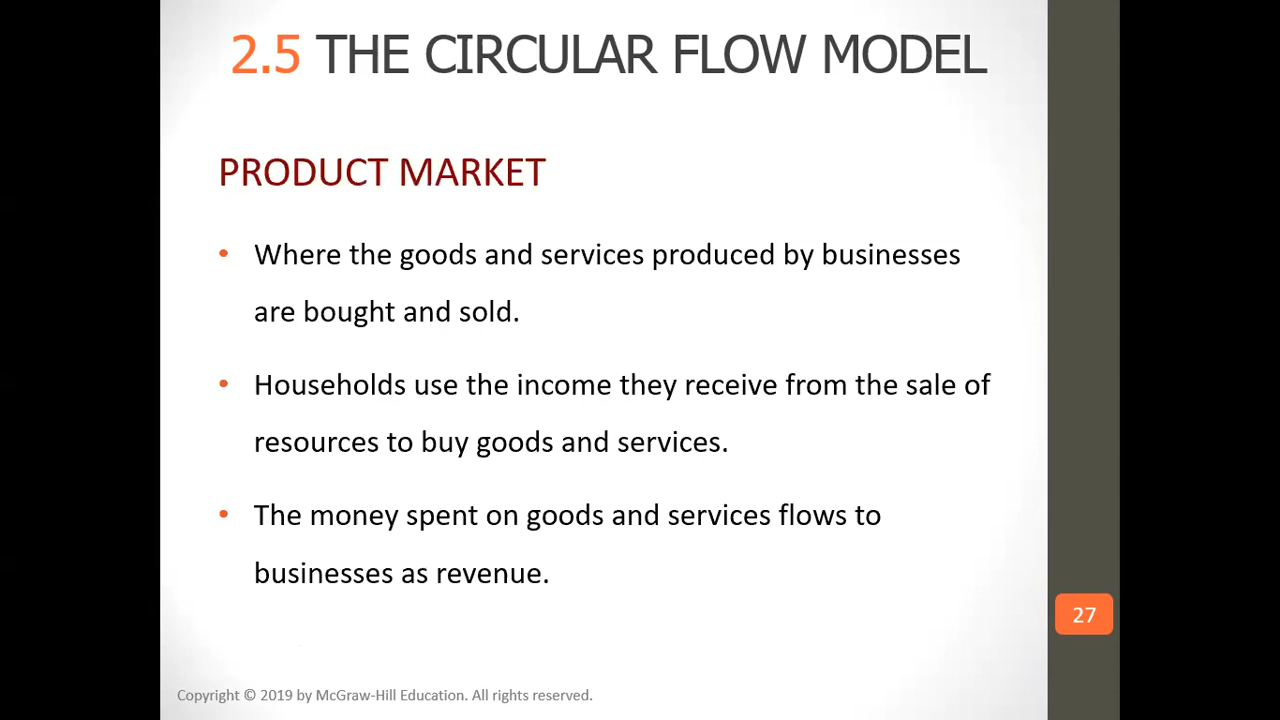 2.5 THE CIRCULAR FLOW MODEL
PRODUCT MARKET
• Where the goods and services produced by businesses
are bought and sold.
• Households use the income they receive from the sale of
resources to buy goods and services.
• The money spent on goods and services flows to
businesses as revenue.
27
Copyright © 2019 by McGraw-Hill Education. All rights reserved.